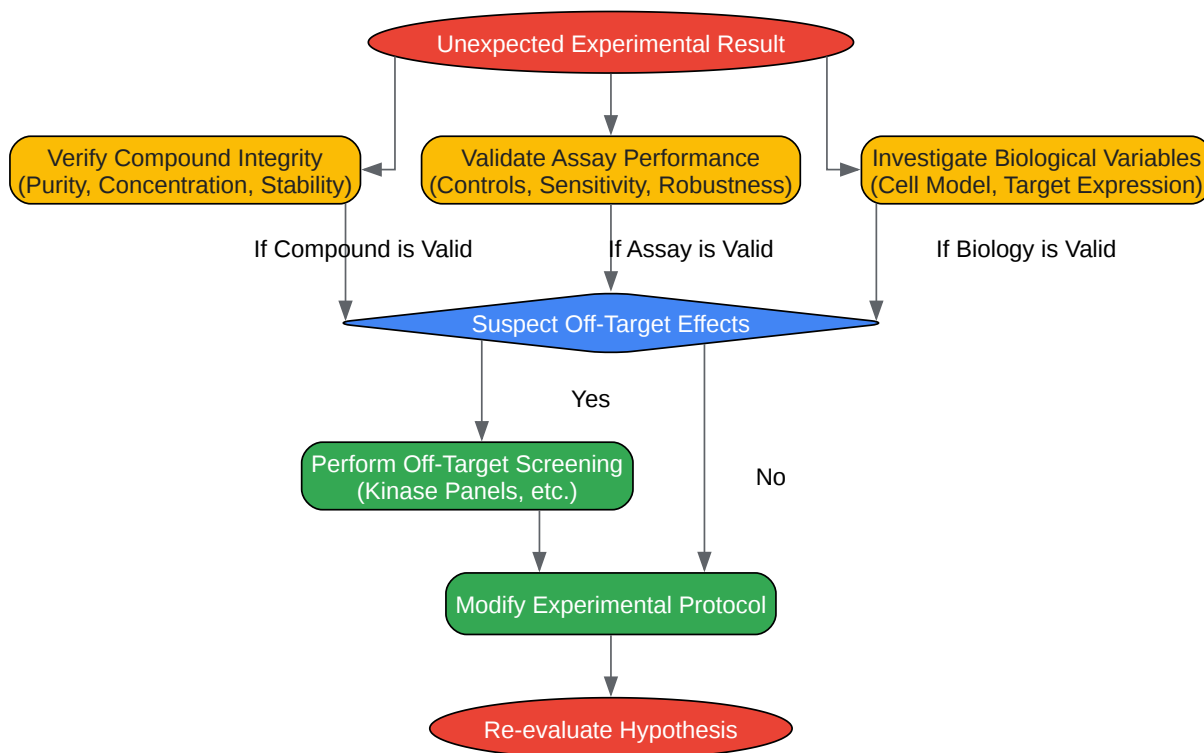 Unexpected Experimental Result
Verify Compound Integrity
(Purity, Concentration, Stability)
Validate Assay Performance
(Controls, Sensitivity, Robustness)
Investigate Biological Variables
(Cell Model, Target Expression)
If Compound is Valid
If Assay is Valid
If Biology is Valid
Suspect Off-Target Effects
Yes
Perform Off-Target Screening
(Kinase Panels, etc.)
No
Modify Experimental Protocol
Re-evaluate Hypothesis